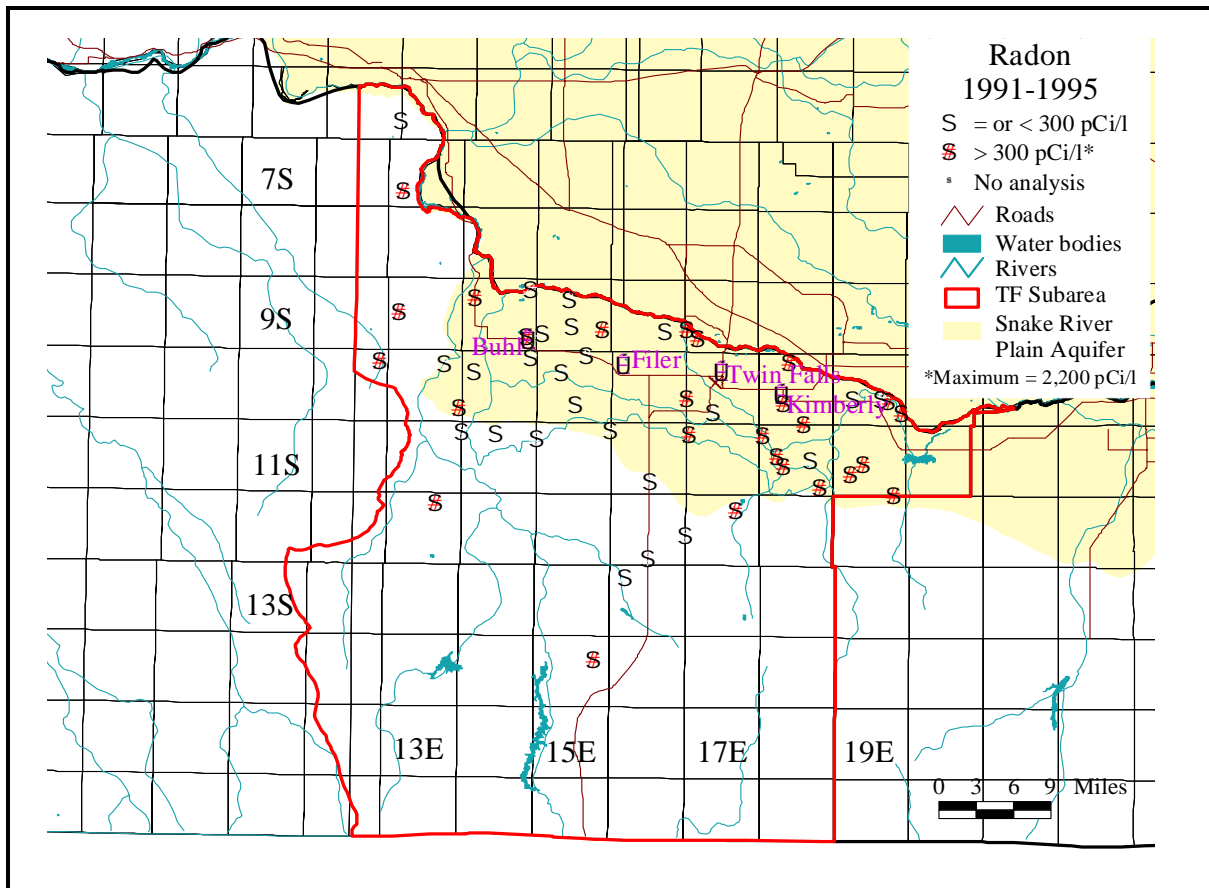 Radon
1991-1995
S = or < 300 pCi/l
S > 300 pCi/l*
s No analysis
Roads
Water bodies
Rivers
TF Subarea
Snake River
Plain Aquifer
*Maximum = 2,200 pCi/l
7S
9S
Buhl
Filer
Twin Falls
Kimberly
11S
13S
13E
15E
17E
19E
0 3 6 9 Miles